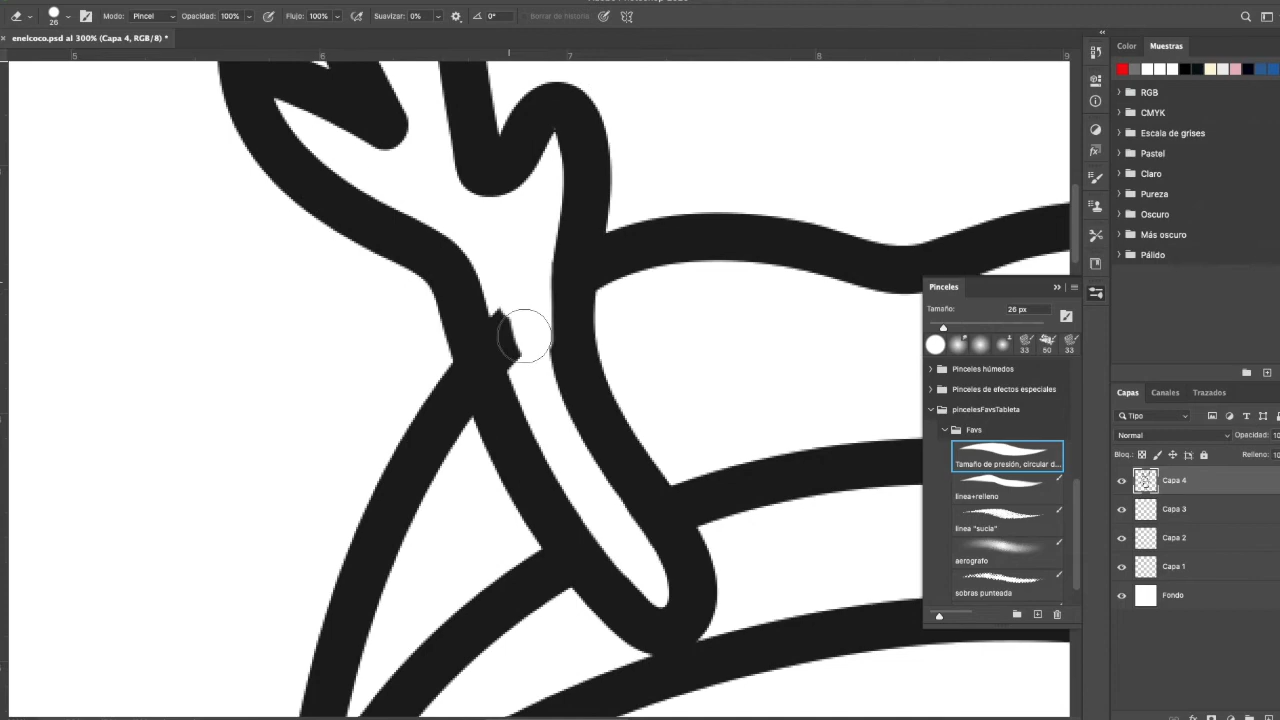 26
Modo:
Pincel
Opacidad:
100%
Flujo:
100%
Suavizar:
0%
0°
Borrar de historia
enelcoco.psd al 300% (Capa 4, RGB/8) *
5
6
7
8
9
Color
Muestras
RGB
CMYK
Escala de grises
Pastel
Claro
Pureza
Oscuro
Más oscuro
Pálido
Pinceles
Tamaño:
26 px
33
50
33
Pinceles húmedos
Pinceles de efectos especiales
pincelesFavsTableta
Favs
Tamaño de presión, circular d...
linea+relleno
linea "sucia"
aerografo
sobras punteada
Capas
Canales
Trazados
Tipo
Normal
Opacidad:
10
Bloq.:
Relleno:
10
Capa 4
Capa 3
Capa 2
Capa 1
Fondo